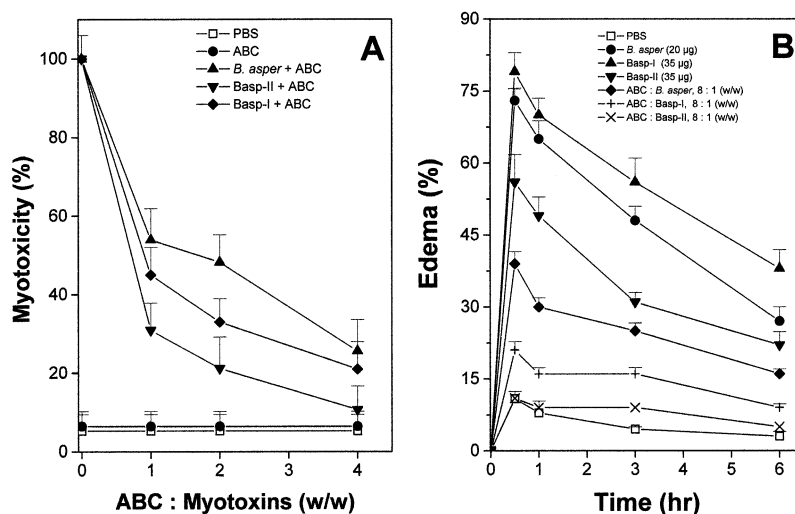 A
PBS
ABC
B. asper + ABC
Basp-II + ABC
Basp-I + ABC
Myotoxicity (%)
100
80
60
40
20
0
0 1 2 3 4
ABC : Myotoxins (w/w)
B
PBS
B. asper (20 µg)
Basp-I (35 µg)
Basp-II (35 µg)
ABC : B. asper, 8 : 1 (w/w)
ABC : Basp-I, 8 : 1 (w/w)
ABC : Basp-II, 8 : 1 (w/w)
Edema (%)
90
75
60
45
30
15
0
0 1 2 3 4 5 6
Time (hr)